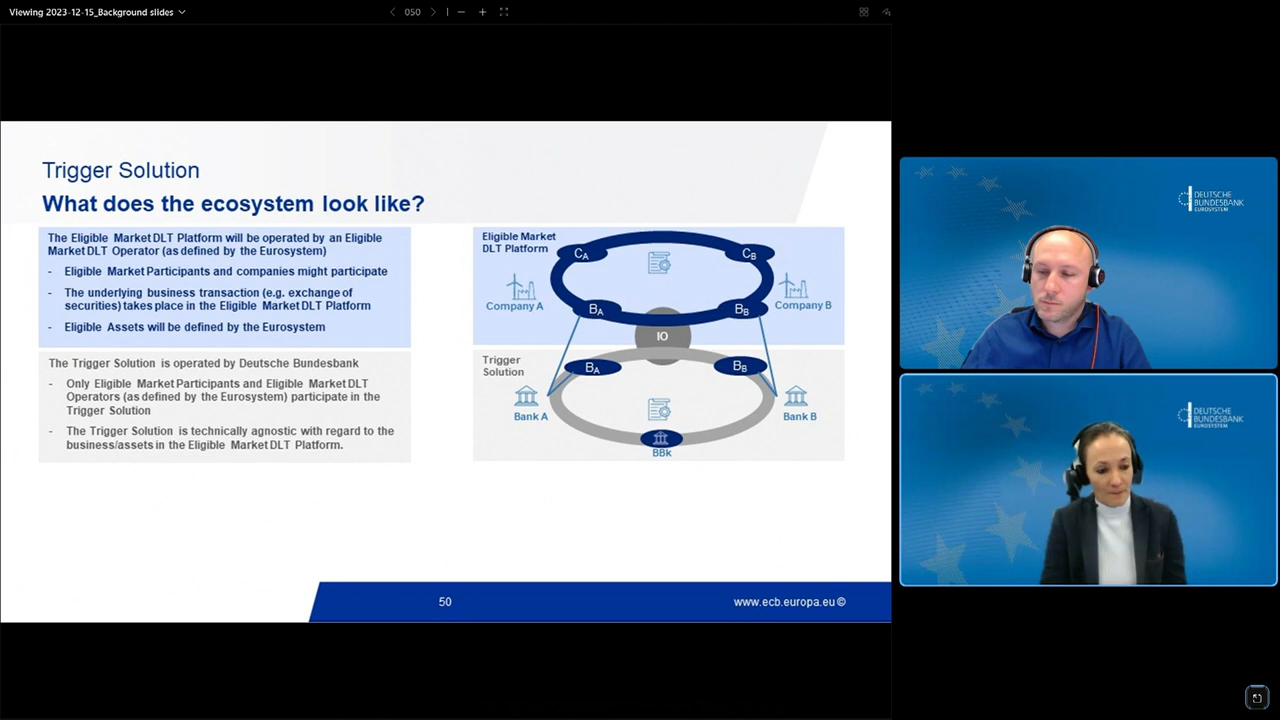 Viewing 2023-12-15_Background slides
050
Trigger Solution
What does the ecosystem look like?
The Eligible Market DLT Platform will be operated by an Eligible
Market DLT Operator (as defined by the Eurosystem)
- Eligible Market Participants and companies might participate
- The underlying business transaction (e.g. exchange of
securities) takes place in the Eligible Market DLT Platform
- Eligible Assets will be defined by the Eurosystem
The Trigger Solution is operated by Deutsche Bundesbank
- Only Eligible Market Participants and Eligible Market DLT
Operators (as defined by the Eurosystem) participate in the
Trigger Solution
- The Trigger Solution is technically agnostic with regard to the
business/assets in the Eligible Market DLT Platform.
Eligible Market
DLT Platform
CA
CB
Company A
Company B
BA
BB
IO
Trigger
Solution
BA
BB
Bank A
Bank B
BBk
50
www.ecb.europa.eu ©
DEUTSCHE
BUNDESBANK
EUROSYSTEM
DEUTSCHE
BUNDESBANK
EUROSYSTEM